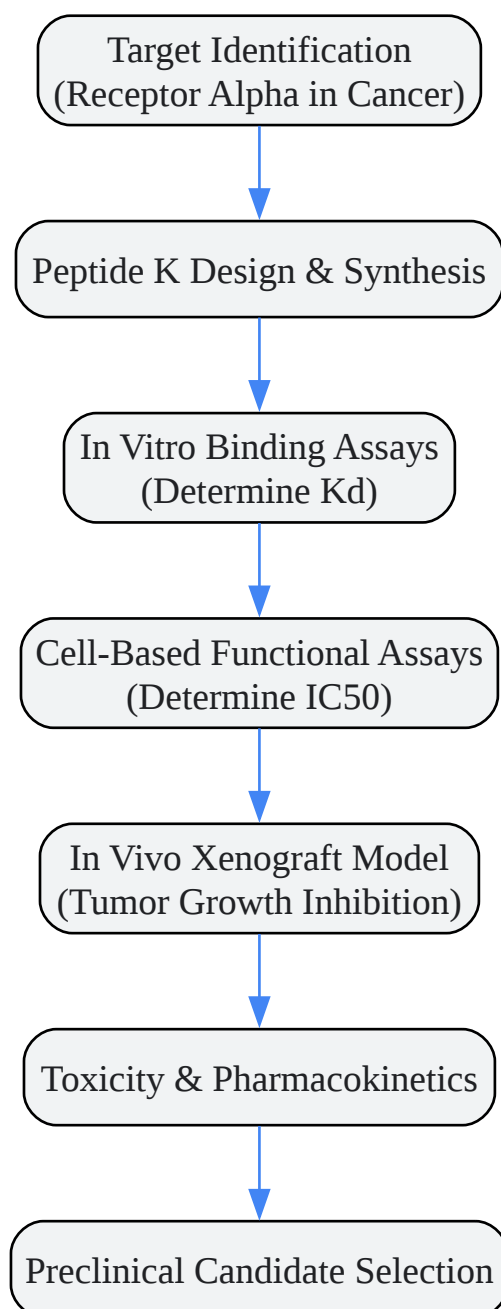 Target Identification
(Receptor Alpha in Cancer)
Peptide K Design & Synthesis
In Vitro Binding Assays
(Determine Kd)
Cell-Based Functional Assays
(Determine IC50)
In Vivo Xenograft Model
(Tumor Growth Inhibition)
Toxicity & Pharmacokinetics
Preclinical Candidate Selection